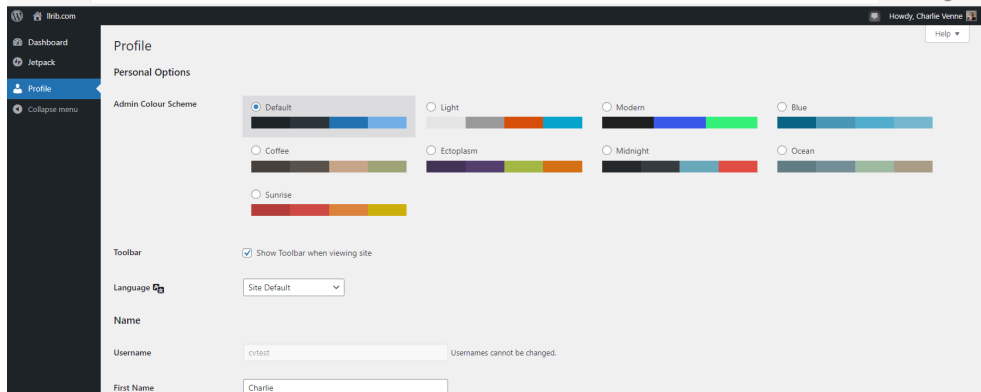 llrib.com
Howdy, Charlie Venne
Dashboard
Jetpack
Profile
Collapse menu
Help ▼
Profile
Personal Options
Admin Colour Scheme
Default
Light
Modern
Blue
Coffee
Ectoplasm
Midnight
Ocean
Sunrise
Toolbar
Show Toolbar when viewing site
Language
Site Default
Name
Username
cvtest
Usernames cannot be changed.
First Name
Charlie